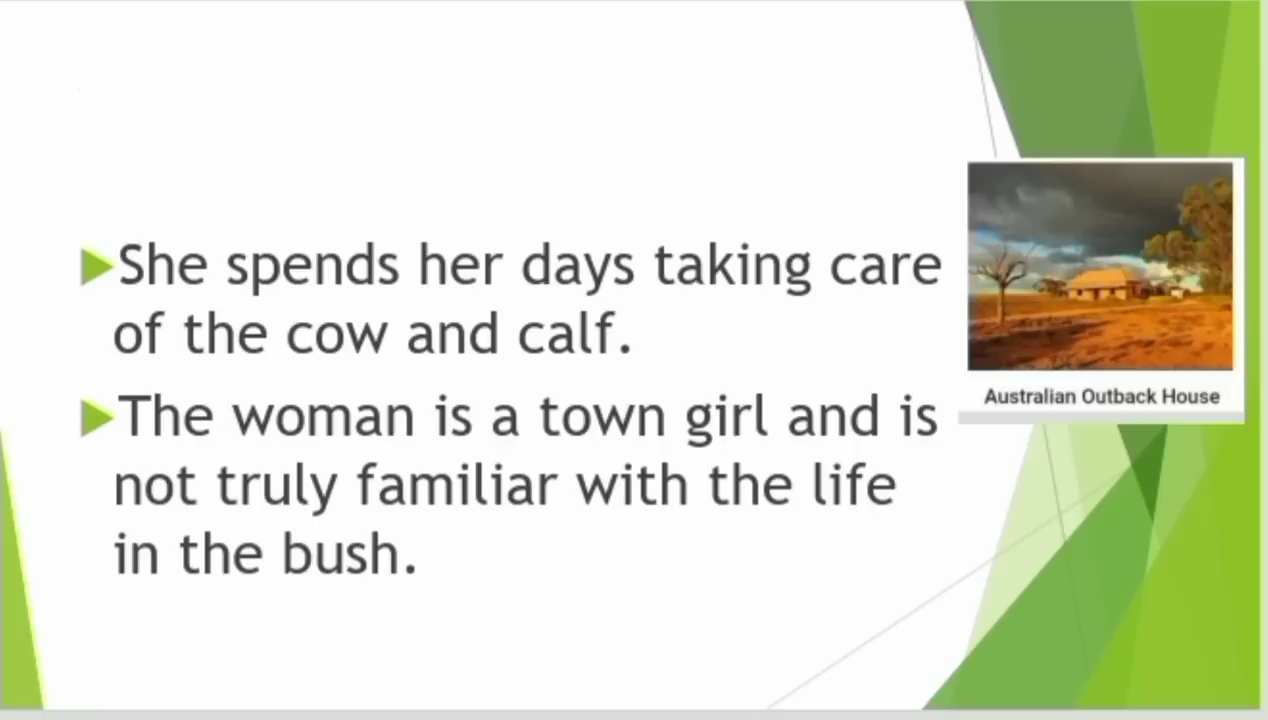 She spends her days taking care
of the cow and calf.
The woman is a town girl and is
not truly familiar with the life
in the bush.
Australian Outback House